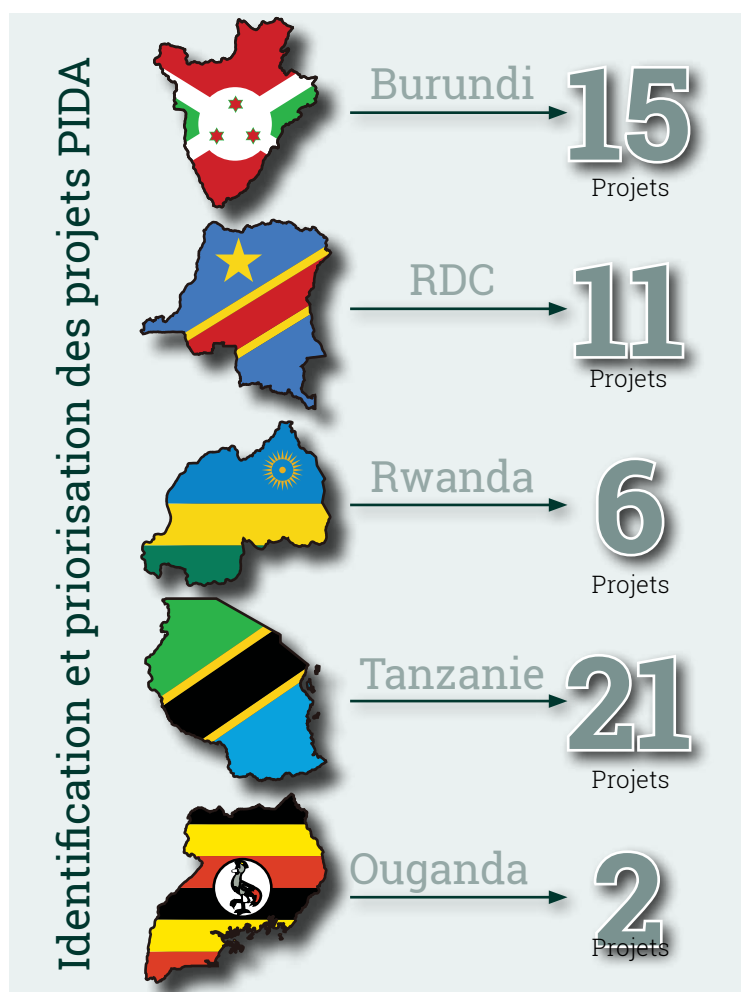 Identification et priorisation des projets PIDA
Burundi
15
Projets
RDC
11
Projets
Rwanda
6
Projets
Tanzanie
21
Projets
Ouganda
2
Projets